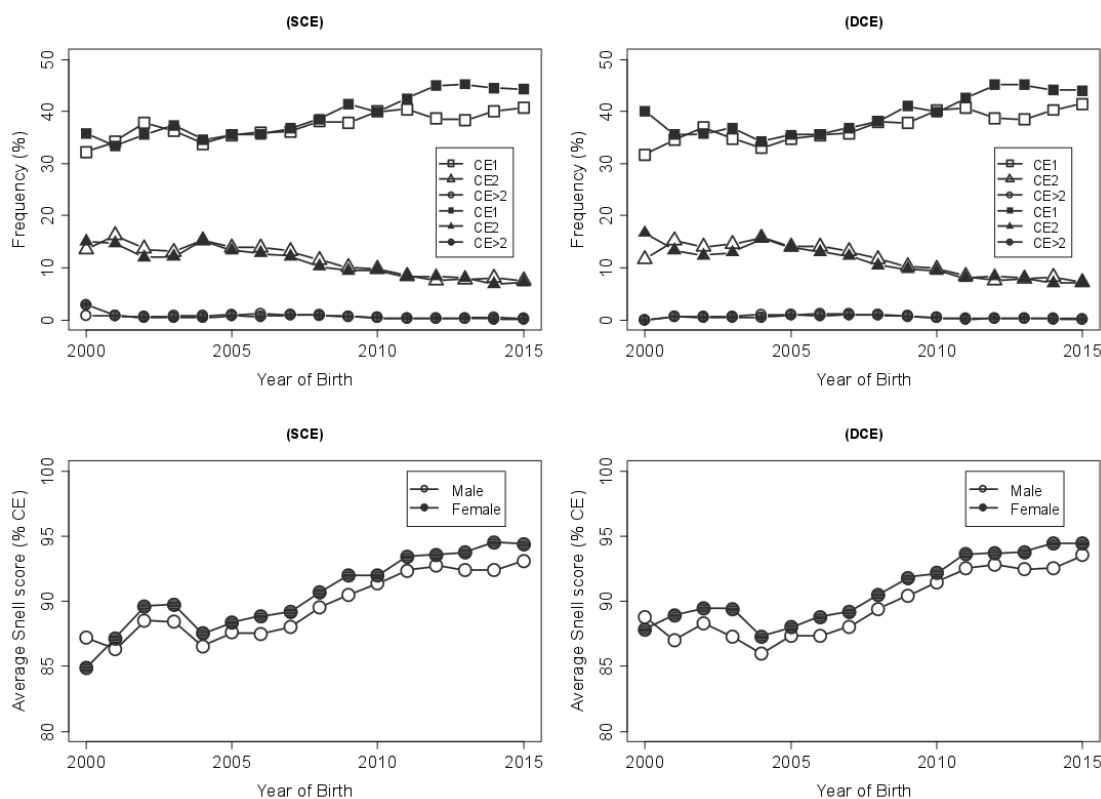 (SCE)
50
40
30
20
10
0
Frequency (%)
CE1
CE2
CE>2
CE1
CE2
CE>2
2000 2005 2010 2015
Year of Birth
(DCE)
50
40
30
20
10
0
Frequency (%)
CE1
CE2
CE>2
CE1
CE2
CE>2
2000 2005 2010 2015
Year of Birth
(SCE)
100
95
90
85
80
Average Snell score (% CE)
Male
Female
2000 2005 2010 2015
Year of Birth
(DCE)
100
95
90
85
80
Average Snell score (% CE)
Male
Female
2000 2005 2010 2015
Year of Birth